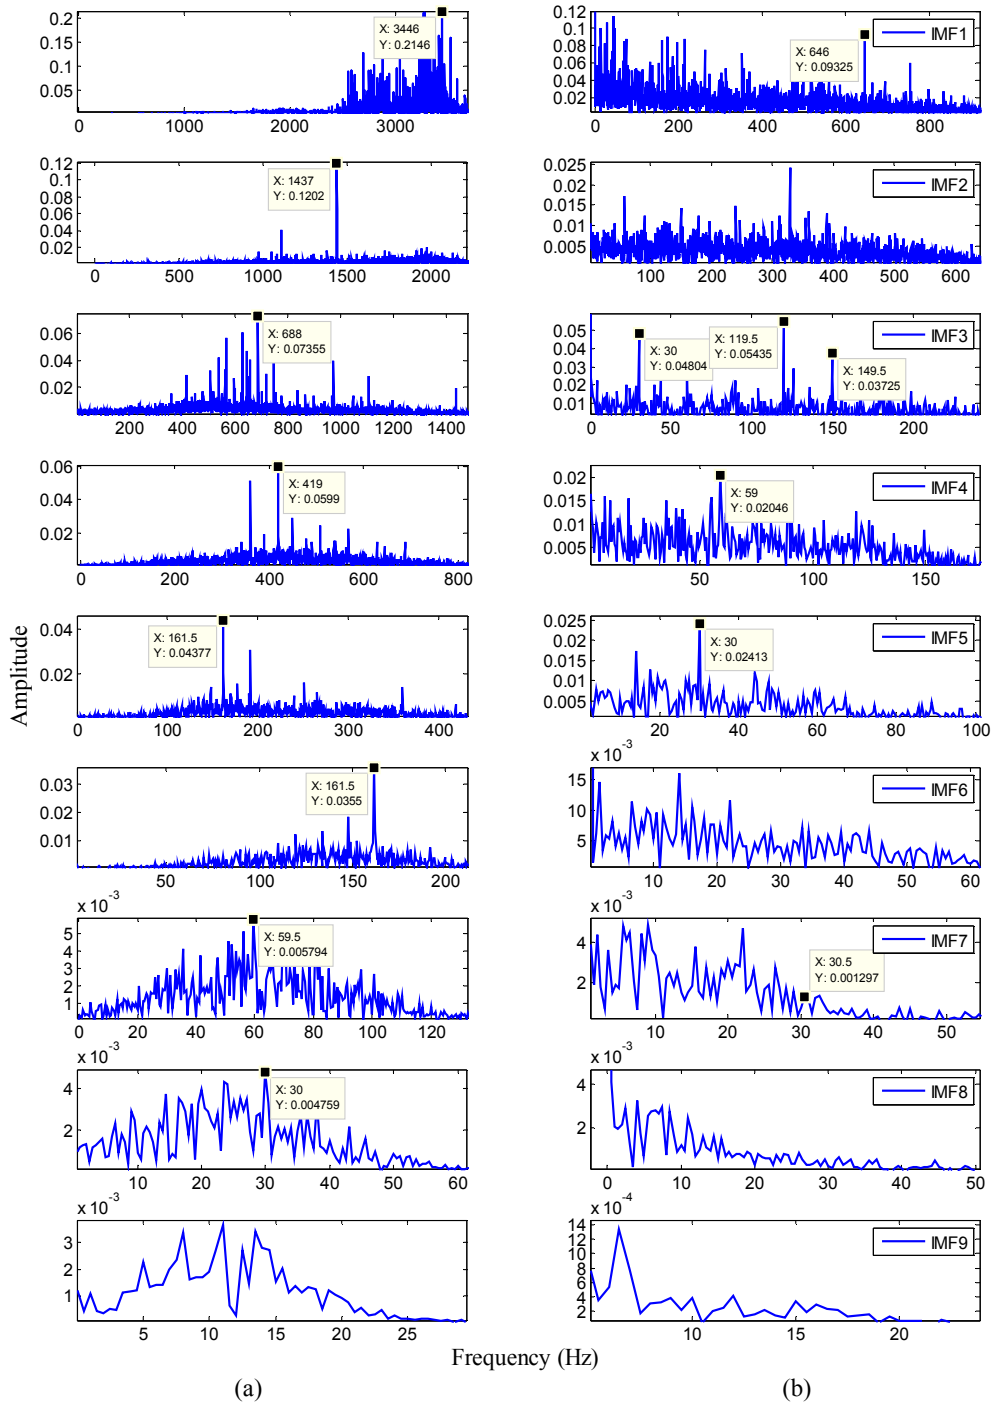 0.2
0.15
0.1
0.05
X: 3446
Y: 0.2146
0 1000 2000 3000
0.12
0.1
0.08
0.06
0.04
0.02
X: 646
Y: 0.09325
IMF1
0 200 400 600 800
0.12
0.1
0.08
0.06
0.04
0.02
X: 1437
Y: 0.1202
0 500 1000 1500 2000
0.025
0.02
0.015
0.01
0.005
IMF2
100 200 300 400 500 600
0.06
0.04
0.02
X: 688
Y: 0.07355
200 400 600 800 1000 1200 1400
0.05
0.04
0.03
0.02
0.01
X: 30
Y: 0.04804
X: 119.5
Y: 0.05435
X: 149.5
Y: 0.03725
IMF3
0 50 100 150 200
0.06
0.04
0.02
X: 419
Y: 0.0599
0 200 400 600 800
0.02
0.015
0.01
0.005
X: 59
Y: 0.02046
IMF4
50 100 150
0.04
0.02
X: 161.5
Y: 0.04377
0 100 200 300 400
0.025
0.02
0.015
0.01
0.005
X: 30
Y: 0.02413
IMF5
20 40 60 80 100
Amplitude
0.03
0.02
0.01
X: 161.5
Y: 0.0355
50 100 150 200
x 10⁻³
15
10
5
IMF6
10 20 30 40 50 60
x 10⁻³
5
4
3
2
1
X: 59.5
Y: 0.005794
0 20 40 60 80 100 120
x 10⁻³
4
2
X: 30.5
Y: 0.001297
IMF7
10 20 30 40 50
4
2
X: 30
Y: 0.004759
10 20 30 40 50 60
x 10⁻³
4
2
IMF8
0 10 20 30 40 50
x 10⁻³
3
2
1
5 10 15 20 25
x 10⁻⁴
14
12
10
8
6
4
2
IMF9
10 15 20
Frequency (Hz)
(a) (b)